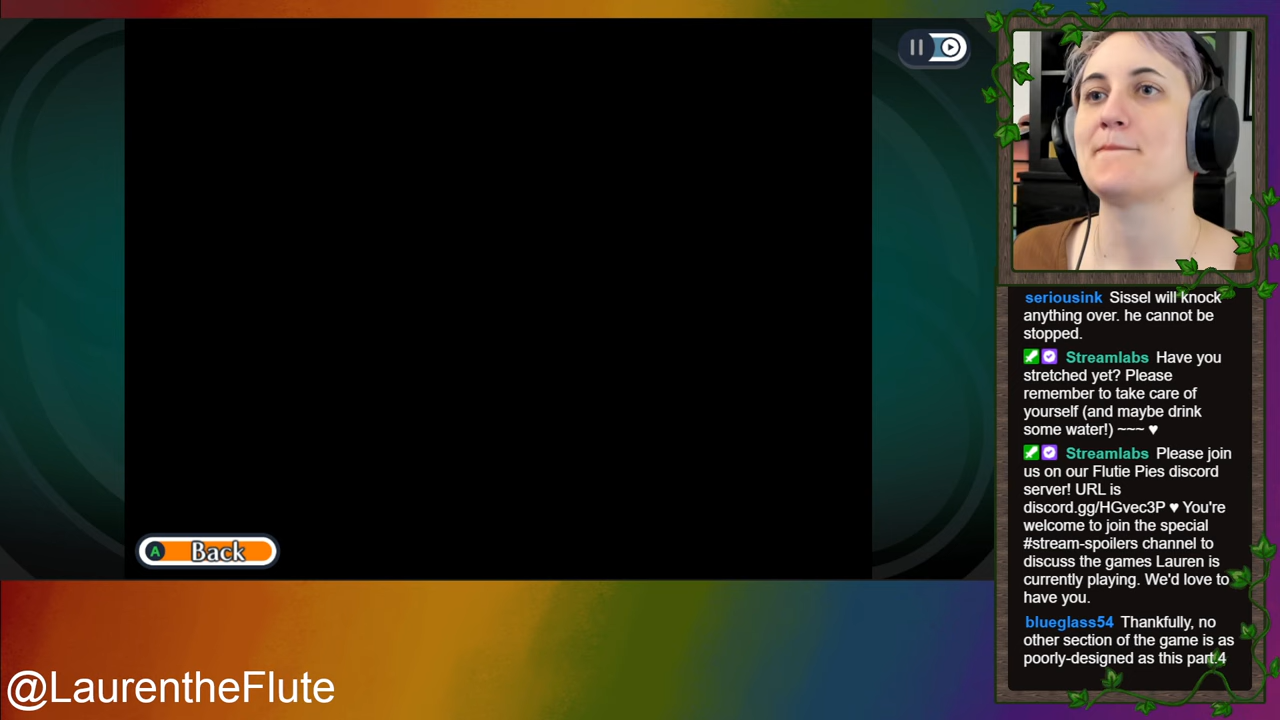 A Back
seriousink Sissel will knock
anything over. he cannot be
stopped.
Streamlabs Have you
stretched yet? Please
remember to take care of
yourself (and maybe drink
some water!) ~~~ ♥
Streamlabs Please join
us on our Flutie Pies discord
server! URL is
discord.gg/HGvec3P ♥ You're
welcome to join the special
#stream-spoilers channel to
discuss the games Lauren is
currently playing. We'd love to
have you.
blueglass54 Thankfully, no
other section of the game is as
poorly-designed as this part.4
@LaurentheFlute